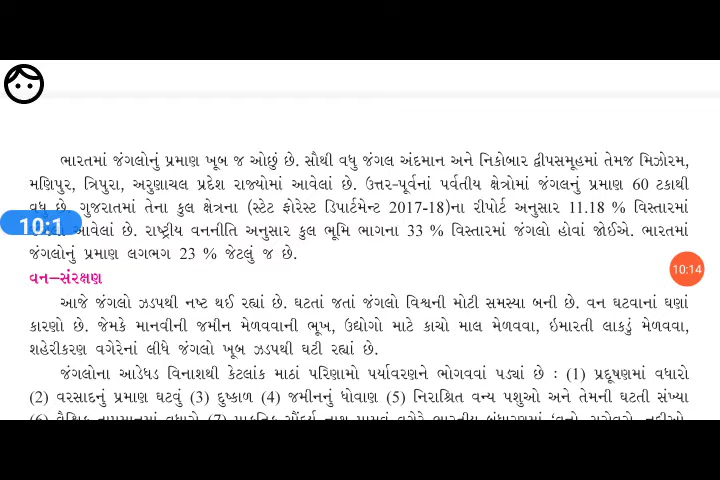 ભારતમાં જંગલોનું પ્રમાણ ખૂબ જ ઓછું છે. સૌથી વધુ જંગલ અંદમાન અને નિકોબાર દ્વીપસમૂહમાં તેમજ મિઝોરમ,
મણિપુર, ત્રિપુરા, અરુણાચલ પ્રદેશ રાજ્યોમાં આવેલાં છે. ઉત્તર-પૂર્વનાં પર્વતીય ક્ષેત્રોમાં જંગલનું પ્રમાણ 60 ટકાથી
વધુ છે. ગુજરાતમાં તેના કુલ ક્ષેત્રના (સ્ટેટ ફોરેસ્ટ ડિપાર્ટમેન્ટ 2017-18)ના રીપોર્ટ અનુસાર 11.18 % વિસ્તારમાં
10:1 આવેલાં છે. રાષ્ટ્રીય વનનીતિ અનુસાર કુલ ભૂમિ ભાગના 33 % વિસ્તારમાં જંગલો હોવાં જોઈએ. ભારતમાં
જંગલોનું પ્રમાણ લગભગ 23 % જેટલું જ છે.
10:14
વન-સંરક્ષણ
આજે જંગલો ઝડપથી નષ્ટ થઈ રહ્યાં છે. ઘટતાં જતાં જંગલો વિશ્વની મોટી સમસ્યા બની છે. વન ઘટવાનાં ઘણાં
કારણો છે. જેમકે માનવીની જમીન મેળવવાની ભૂખ, ઉદ્યોગો માટે કાચો માલ મેળવવા, ઇમારતી લાકડું મેળવવા,
શહેરીકરણ વગેરેનાં લીધે જંગલો ખૂબ ઝડપથી ઘટી રહ્યાં છે.
જંગલોના આડેધડ વિનાશથી કેટલાંક માઠાં પરિણામો પર્યાવરણને ભોગવવાં પડ્યાં છે : (1) પ્રદૂષણમાં વધારો
(2) વરસાદનું પ્રમાણ ઘટવું (3) દુષ્કાળ (4) જમીનનું ધોવાણ (5) નિરાશ્રિત વન્ય પશુઓ અને તેમની ઘટતી સંખ્યા